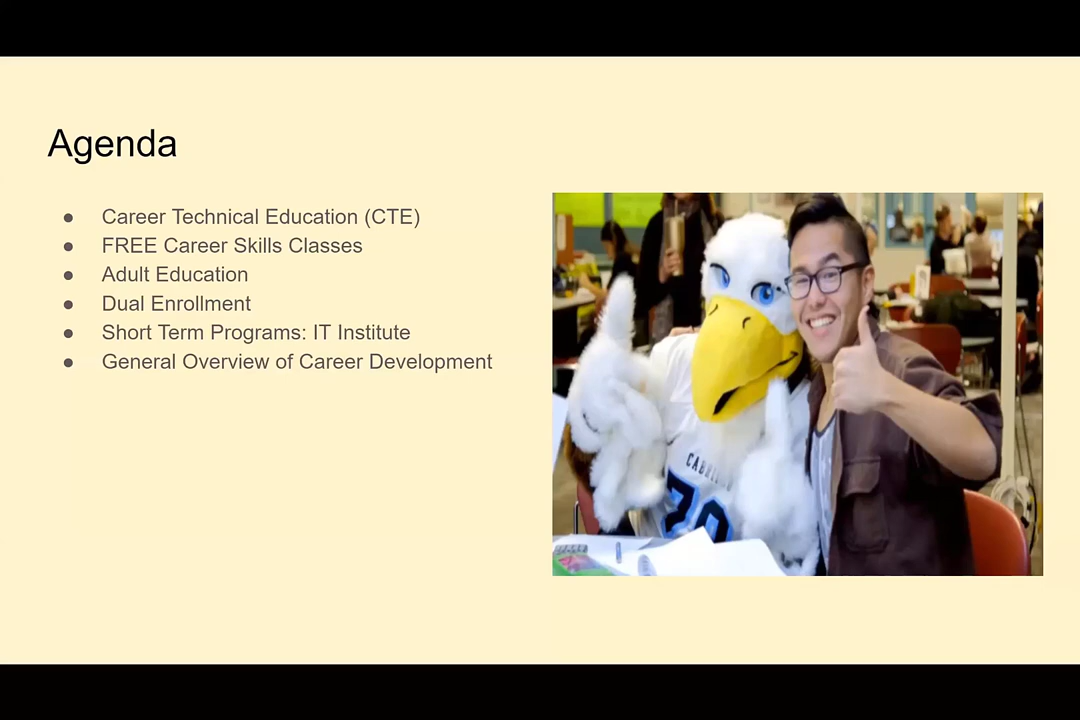 Agenda
● Career Technical Education (CTE)
● FREE Career Skills Classes
● Adult Education
● Dual Enrollment
● Short Term Programs: IT Institute
● General Overview of Career Development
70